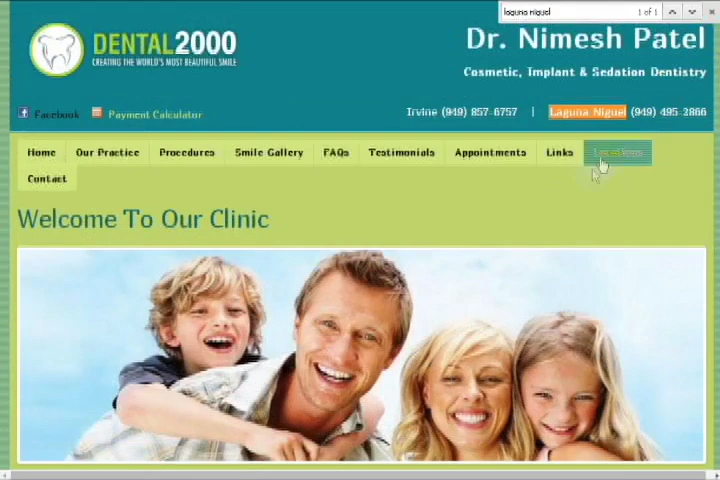 laguna niguel 1 of 1
DENTAL2000
CREATING THE WORLD'S MOST BEAUTIFUL SMILE
Dr. Nimesh Patel
Cosmetic, Implant & Sedation Dentistry
Facebook Payment Calculator
Irvine (949) 857-6757 | Laguna Niguel (949) 495-2866
Home Our Practice Procedures Smile Gallery FAQs Testimonials Appointments Links Locations
Contact
Welcome To Our Clinic